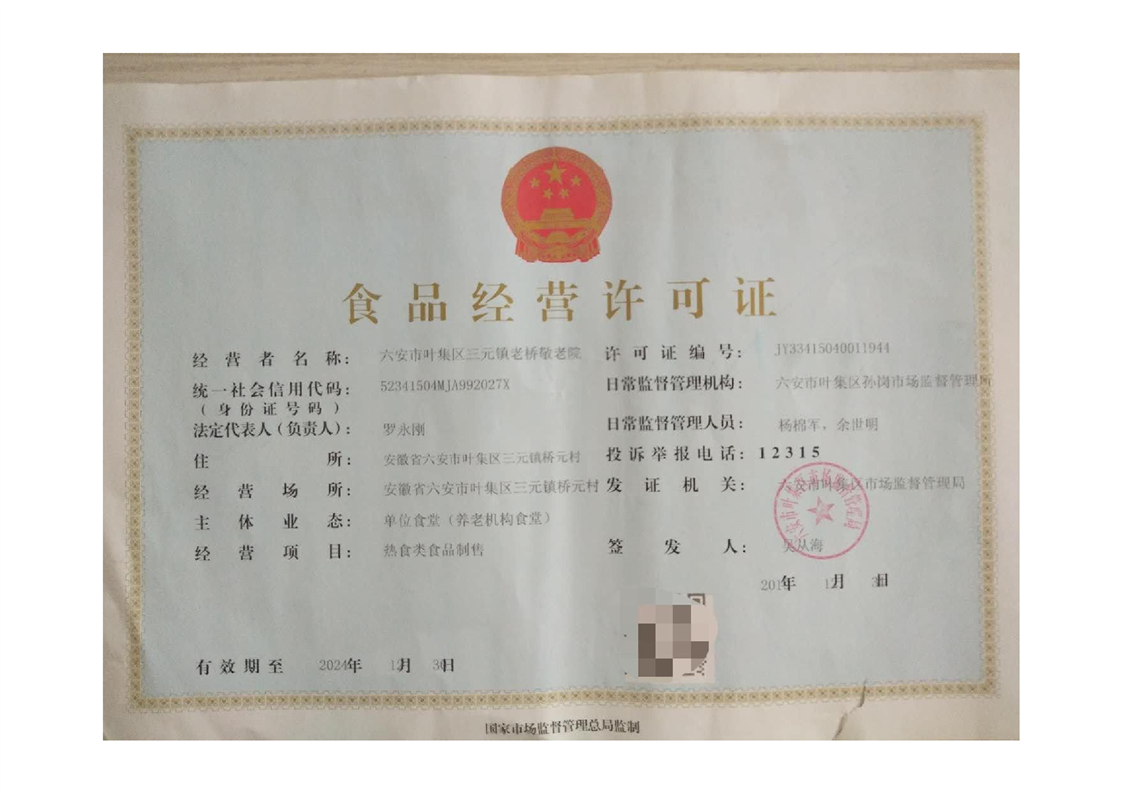 食品经营许可证
经营者名称: 六安市叶集区三元镇老桥敬老院
统一社会信用代码: 52341504MJA992027X
(身份证号码)
法定代表人(负责人): 罗永刚
住所: 安徽省六安市叶集区三元镇桥元村
经营场所: 安徽省六安市叶集区三元镇桥元村
主体业态: 单位食堂(养老机构食堂)
经营项目: 热食类食品制售
许可证编号: JY33415040011944
日常监督管理机构: 六安市叶集区孙岗市场监督管理所
日常监督管理人员: 杨棉军,余世明
投诉举报电话: 12315
发证机关: 六安市叶集区市场监督管理局
签发人: 吴从海
年 月 日
有效期至 2024年 月 日
国家市场监督管理总局监制